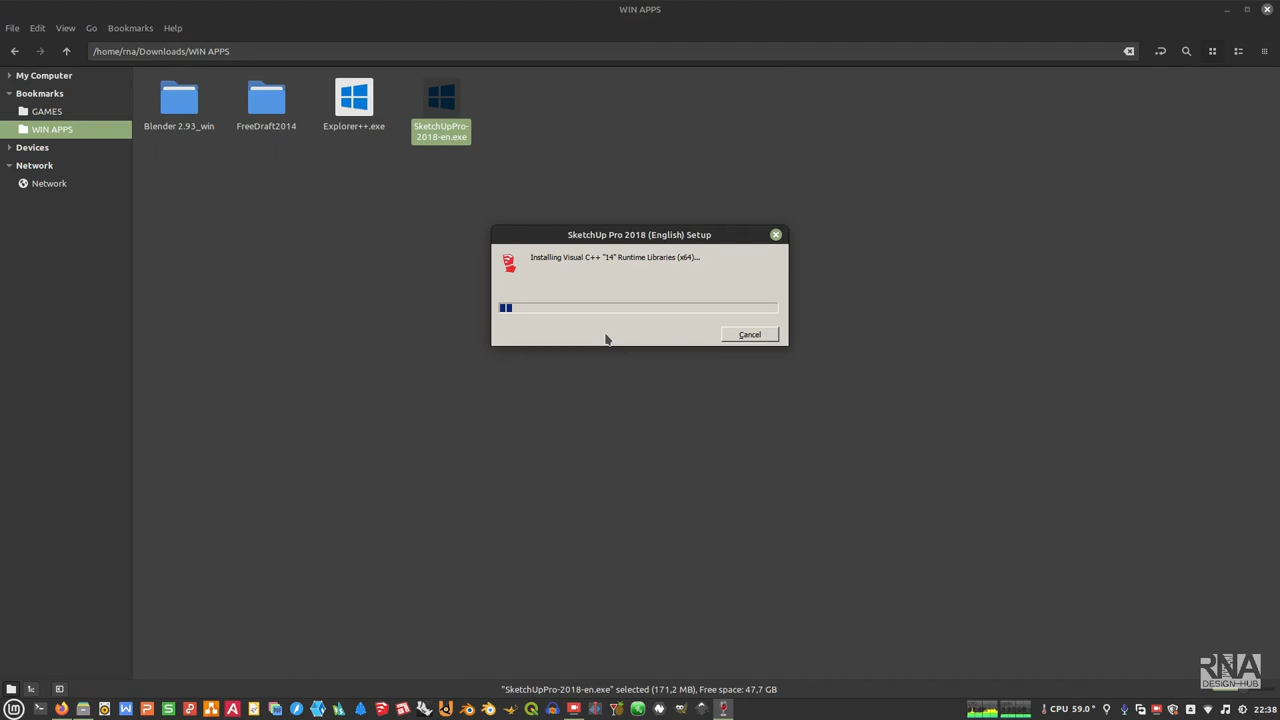 WIN APPS
File Edit View Go Bookmarks Help
/home/rna/Downloads/WIN APPS
My Computer
Bookmarks
GAMES
WIN APPS
Devices
Network
Network
Blender 2.93_win
FreeDraft2014
Explorer++.exe
SketchUpPro-
2018-en.exe
SketchUp Pro 2018 (English) Setup
Installing Visual C++ "14" Runtime Libraries (x64)...
Cancel
RNA
DESIGN-HUB
"SketchUpPro-2018-en.exe" selected (171,2 MB), Free space: 47,7 GB
CPU 59.0°
22:38